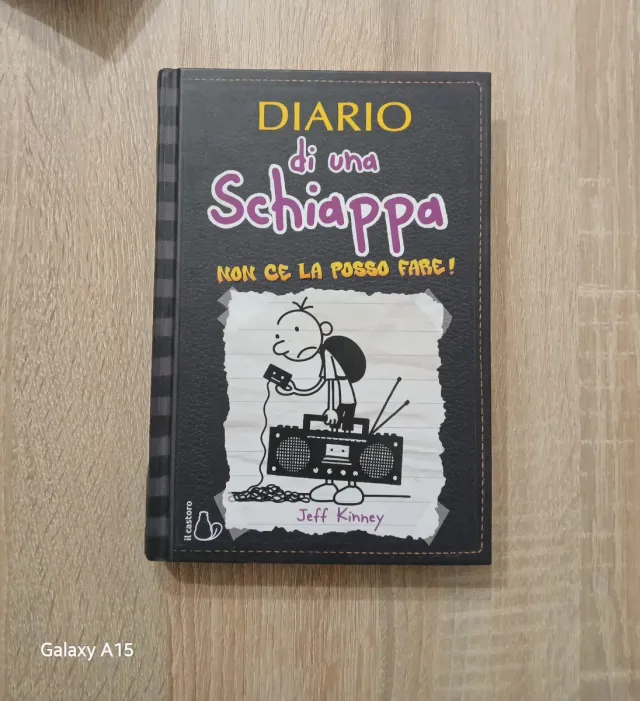 DIARIO
di una
Schiappa
NON CE LA POSSO FARE!
Jeff Kinney
il castoro
Galaxy A15